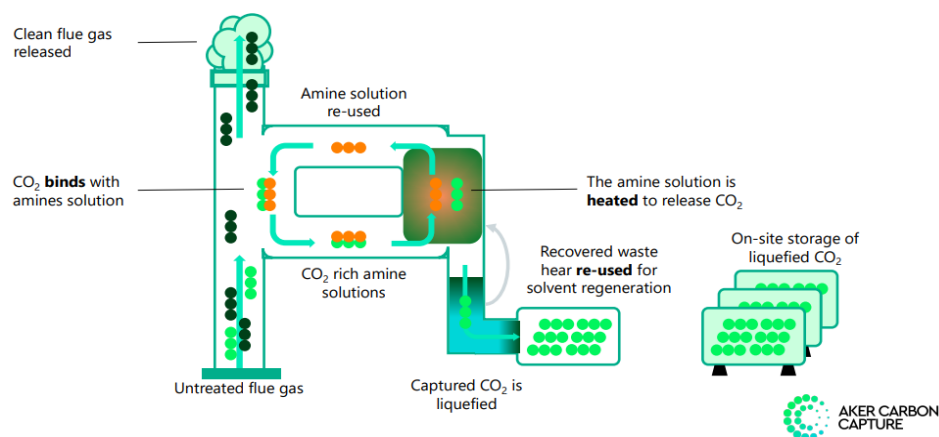 Clean flue gas
released
Amine solution
re-used
CO₂ binds with
amines solution
The amine solution is
heated to release CO₂
CO₂ rich amine
solutions
Recovered waste
hear re-used for
solvent regeneration
On-site storage of
liquefied CO₂
Untreated flue gas
Captured CO₂ is
liquefied
AKER CARBON
CAPTURE